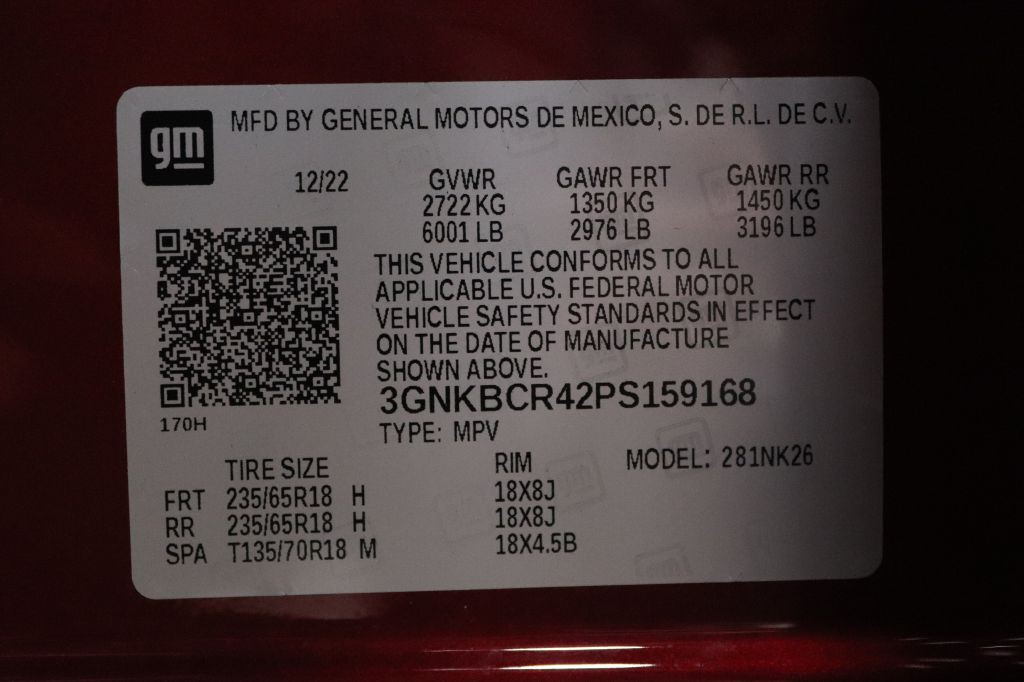 gm
MFD BY GENERAL MOTORS DE MEXICO, S. DE R.L. DE C.V.
12/22 GVWR GAWR FRT GAWR RR
2722 KG 1350 KG 1450 KG
6001 LB 2976 LB 3196 LB
THIS VEHICLE CONFORMS TO ALL
APPLICABLE U.S. FEDERAL MOTOR
VEHICLE SAFETY STANDARDS IN EFFECT
ON THE DATE OF MANUFACTURE
SHOWN ABOVE.
3GNKBCR42PS159168
170H
TYPE: MPV
TIRE SIZE RIM MODEL: 281NK26
FRT 235/65R18 H 18X8J
RR 235/65R18 H 18X8J
SPA T135/70R18 M 18X4.5B